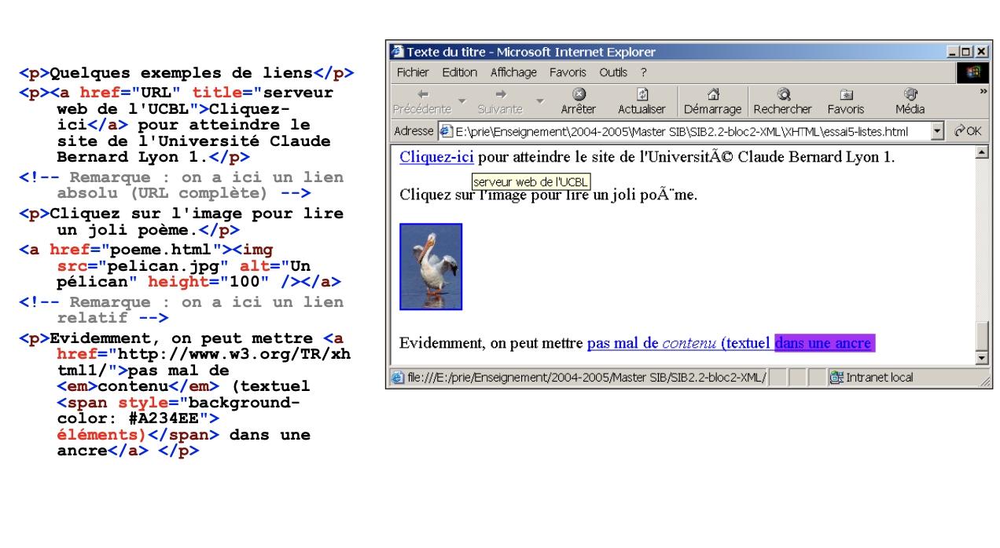 <p>Quelques exemples de liens</p>
<p><a href="URL" title="serveur
web de l'UCBL">Cliquez-
ici</a> pour atteindre le
site de l'Université Claude
Bernard Lyon 1.</p>
<!-- Remarque : on a ici un lien
absolu (URL complète) -->
<p>Cliquez sur l'image pour lire
un joli poème.</p>
<a href="poeme.html"><img
src="pelican.jpg" alt="Un
pélican" height="100" /></a>
<!-- Remarque : on a ici un lien
relatif -->
<p>Evidemment, on peut mettre <a
href="http://www.w3.org/TR/xh
tml1/">pas mal de
<em>contenu</em> (textuel
<span style="background-
color: #A234EE">
éléments)</span> dans une
ancre</a> </p>
Texte du titre - Microsoft Internet Explorer
Fichier Edition Affichage Favoris Outils ?
Précédente Suivante Arrêter Actualiser Démarrage Rechercher Favoris Média »
Adresse E:\prie\Enseignement\2004-2005\Master SIB\SIB2.2-bloc2-XML\XHTML\essai5-listes.html OK
Cliquez-ici pour atteindre le site de l'UniversitÃ© Claude Bernard Lyon 1.
serveur web de l'UCBL
Cliquez sur l'image pour lire un joli poÃ¨me.
Evidemment, on peut mettre pas mal de contenu (textuel dans une ancre
file:///E:/prie/Enseignement/2004-2005/Master SIB/SIB2.2-bloc2-XML/ Intranet local